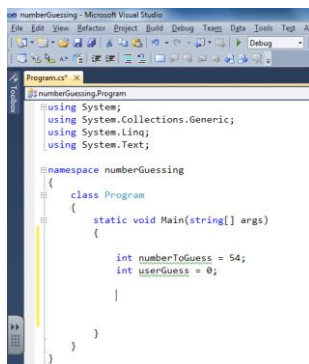 numberGuessing - Microsoft Visual Studio
File Edit View Refactor Project Build Debug Team Data Tools Test A
Debug
Program.cs* X
Toolbox
numberGuessing.Program
using System;
using System.Collections.Generic;
using System.Linq;
using System.Text;
namespace numberGuessing
{
class Program
{
static void Main(string[] args)
{
int numberToGuess = 54;
int userGuess = 0;
}
}
}